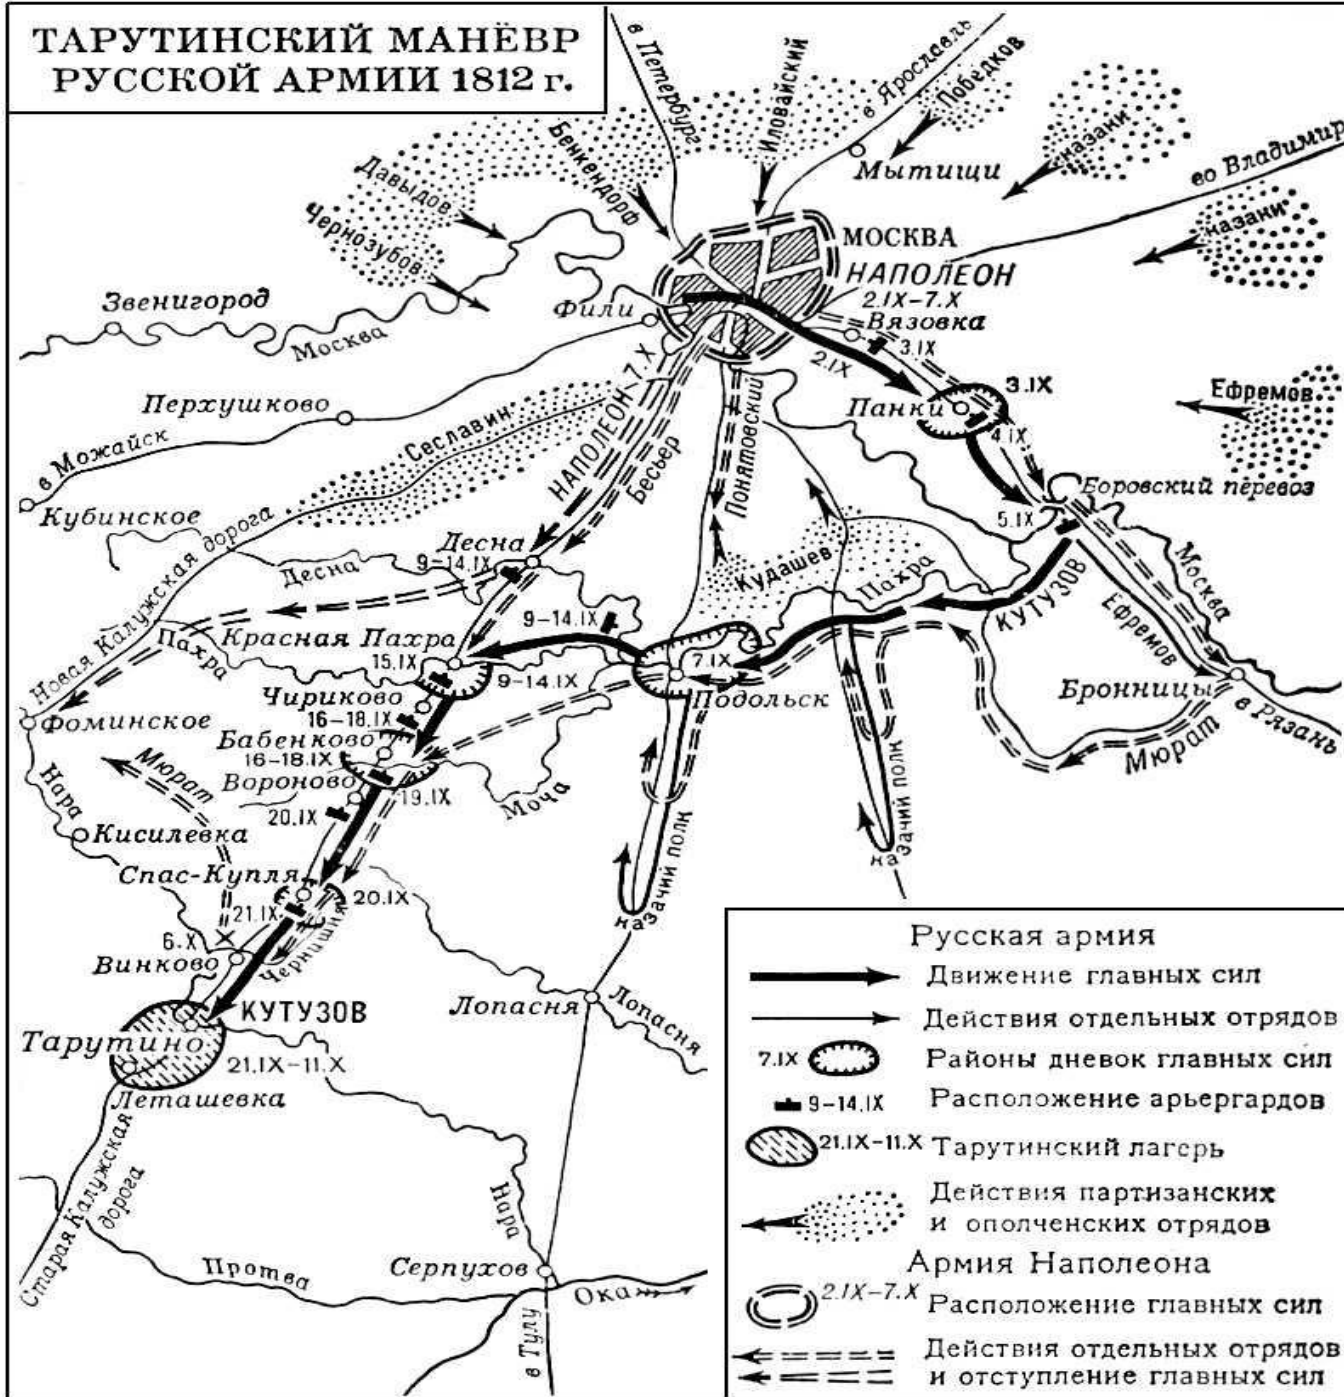 ТАРУТИНСКИЙ МАНЁВР
РУССКОЙ АРМИИ 1812 г.
в Петербург
Иловайский
в Ярославль
Победков
казаки
Мытищи
во Владимир
казаки
Бенкендорф
Давыдов
Чернозубов
МОСКВА
НАПОЛЕОН
2.IX–7.X
Звенигород
Москва
Фили
Вязовка
3.IX
2.IX
3.IX
Панки
4.IX
Ефремов
Перхушково
в Можайск
Сеславин
НАПОЛЕОН-7.X
Бесьер
Понятовский
Кубинское
Боровский перевоз
5.IX
Новая Калужская дорога
Десна
9–14.IX
Десна
Кудашев
Пахра
КУТУЗОВ
Ефремов
Москва
Пахра
Красная Пахра
9–14.IX
15.IX
9–14.IX
7.IX
Подольск
Бронницы
в Рязань
Мюрат
Фоминское
Чириково
16–18.IX
Бабенково
16–18.IX
Вороново
19.IX
20.IX
Моча
Мюрат
Нара
Кисилевка
казачий полк
казачий полк
Спас-Купля
20.IX
21.IX
Чернишня
6.X
Винково
КУТУЗОВ
Тарутино
21.IX–11.X
Леташевка
Лопасня
Лопасня
Старая Калужская
дорога
Нара
Протва
Серпухов
Ока
в Тулу
Русская армия
Движение главных сил
Действия отдельных отрядов
7.IX Районы дневок главных сил
9–14.IX Расположение арьергардов
21.IX–11.X Тарутинский лагерь
Действия партизанских
и ополченских отрядов
Армия Наполеона
2.IX–7.X Расположение главных сил
Действия отдельных отрядов
и отступление главных сил